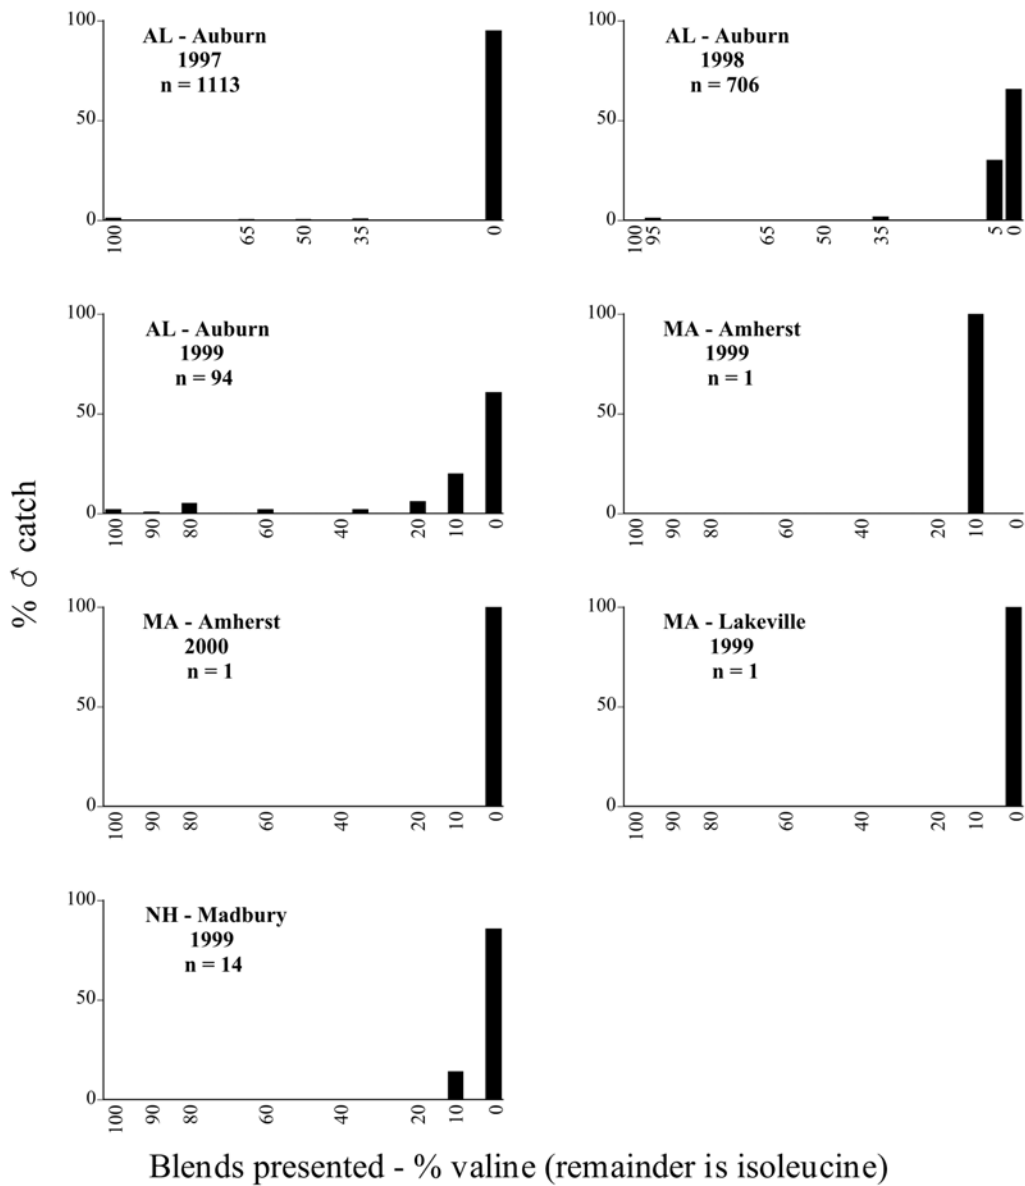 AL - Auburn
1997
n = 1113
100
50
0
100 65 50 35 0
AL - Auburn
1998
n = 706
100
50
0
100 95 65 50 35 5 0
AL - Auburn
1999
n = 94
100
50
0
100 90 80 60 40 20 10 0
MA - Amherst
1999
n = 1
100
50
0
100 90 80 60 40 20 10 0
% ♂ catch
MA - Amherst
2000
n = 1
100
50
0
100 90 80 60 40 20 10 0
MA - Lakeville
1999
n = 1
100
50
0
100 90 80 60 40 20 10 0
NH - Madbury
1999
n = 14
100
50
0
100 90 80 60 40 20 10 0
Blends presented - % valine (remainder is isoleucine)